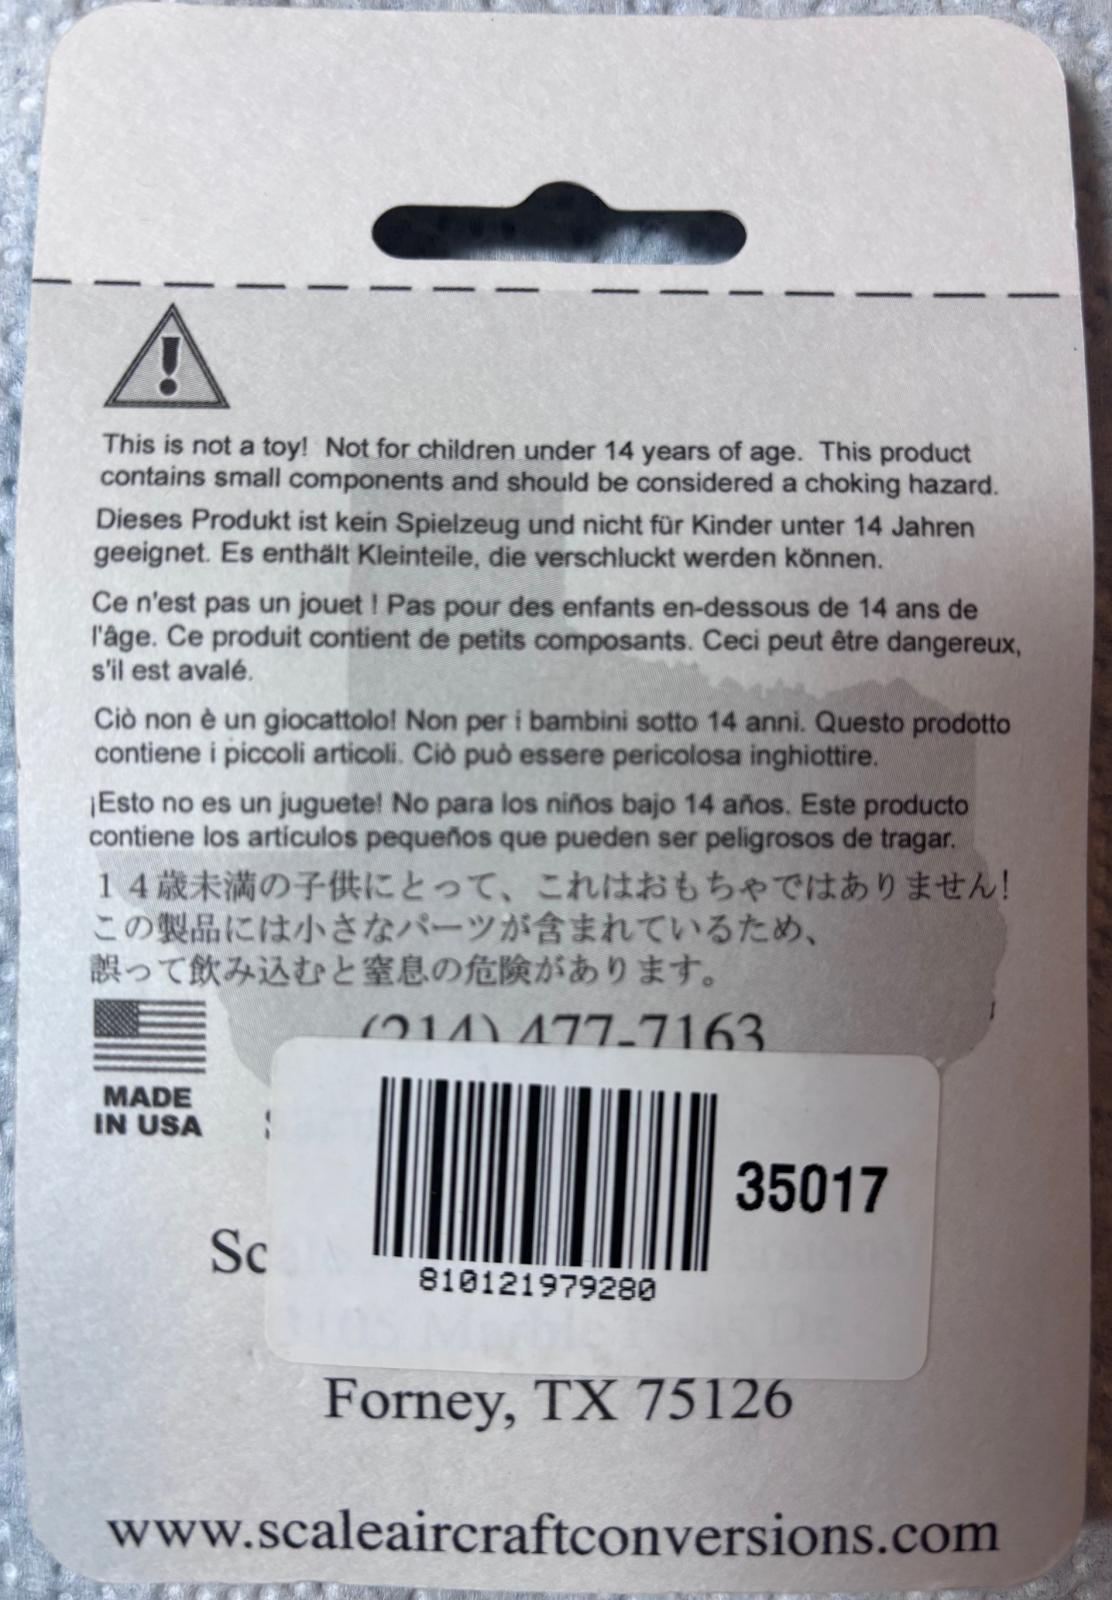 This is not a toy!  Not for children under 14 years of age.  This product
contains small components and should be considered a choking hazard.
Dieses Produkt ist kein Spielzeug und nicht für Kinder unter 14 Jahren
geeignet. Es enthält Kleinteile, die verschluckt werden können.
Ce n'est pas un jouet ! Pas pour des enfants en-dessous de 14 ans de
l'âge. Ce produit contient de petits composants. Ceci peut être dangereux,
s'il est avalé.
Ciò non è un giocattolo! Non per i bambini sotto 14 anni. Questo prodotto
contiene i piccoli articoli. Ciò può essere pericolosa inghiottire.
¡Esto no es un juguete! No para los niños bajo 14 años. Este producto
contiene los artículos pequeños que pueden ser peligrosos de tragar.
１４歳未満の子供にとって、これはおもちゃではありません!
この製品には小さなパーツが含まれているため、
誤って飲み込むと窒息の危険があります。
(214) 477-7163
MADE
IN USA
35017
810121979280
Sc
Forney, TX 75126
www.scaleaircraftconversions.com